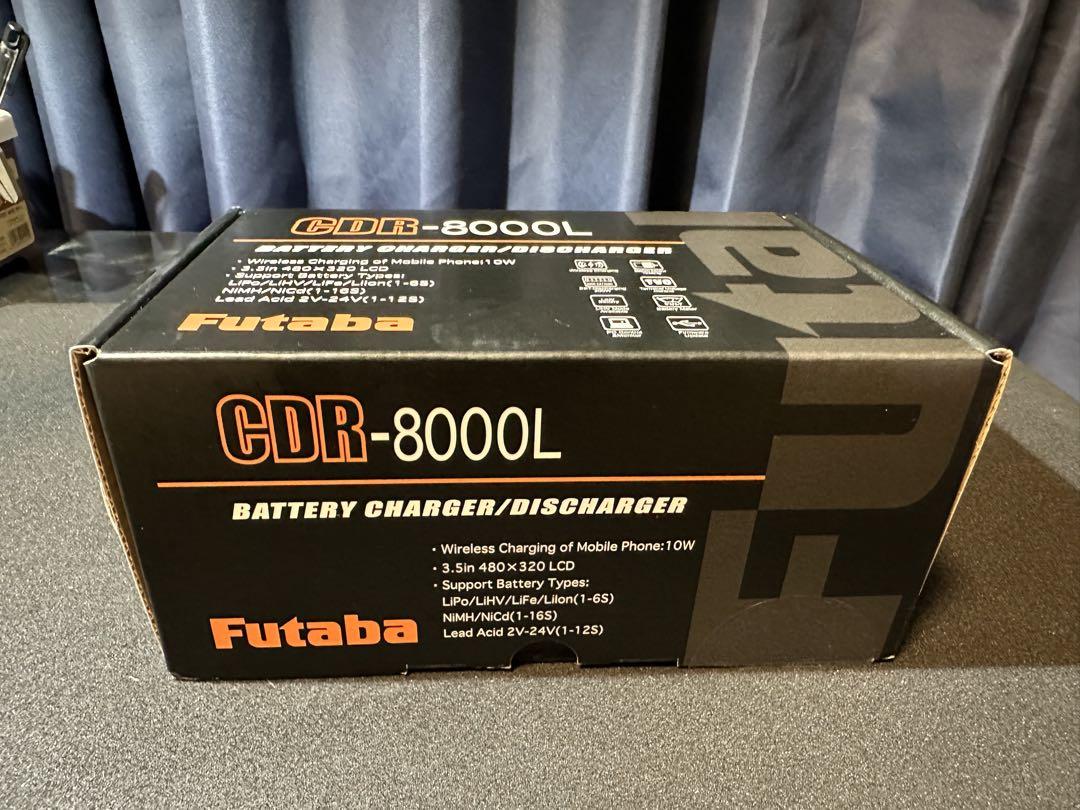 CDR-8000L
BATTERY CHARGER/DISCHARGER
・Wireless Charging of Mobile Phone:10W
・3.5in 480×320 LCD
・Support Battery Types:
LiPo/LiHV/LiFe/LiIon(1-6S)
NiMH/NiCd(1-16S)
Lead Acid 2V-24V(1-12S)
Futaba
CDR-8000L
BATTERY CHARGER/DISCHARGER
・Wireless Charging of Mobile Phone:10W
・3.5in 480×320 LCD
・Support Battery Types:
LiPo/LiHV/LiFe/LiIon(1-6S)
NiMH/NiCd(1-16S)
Lead Acid 2V-24V(1-12S)
Futaba